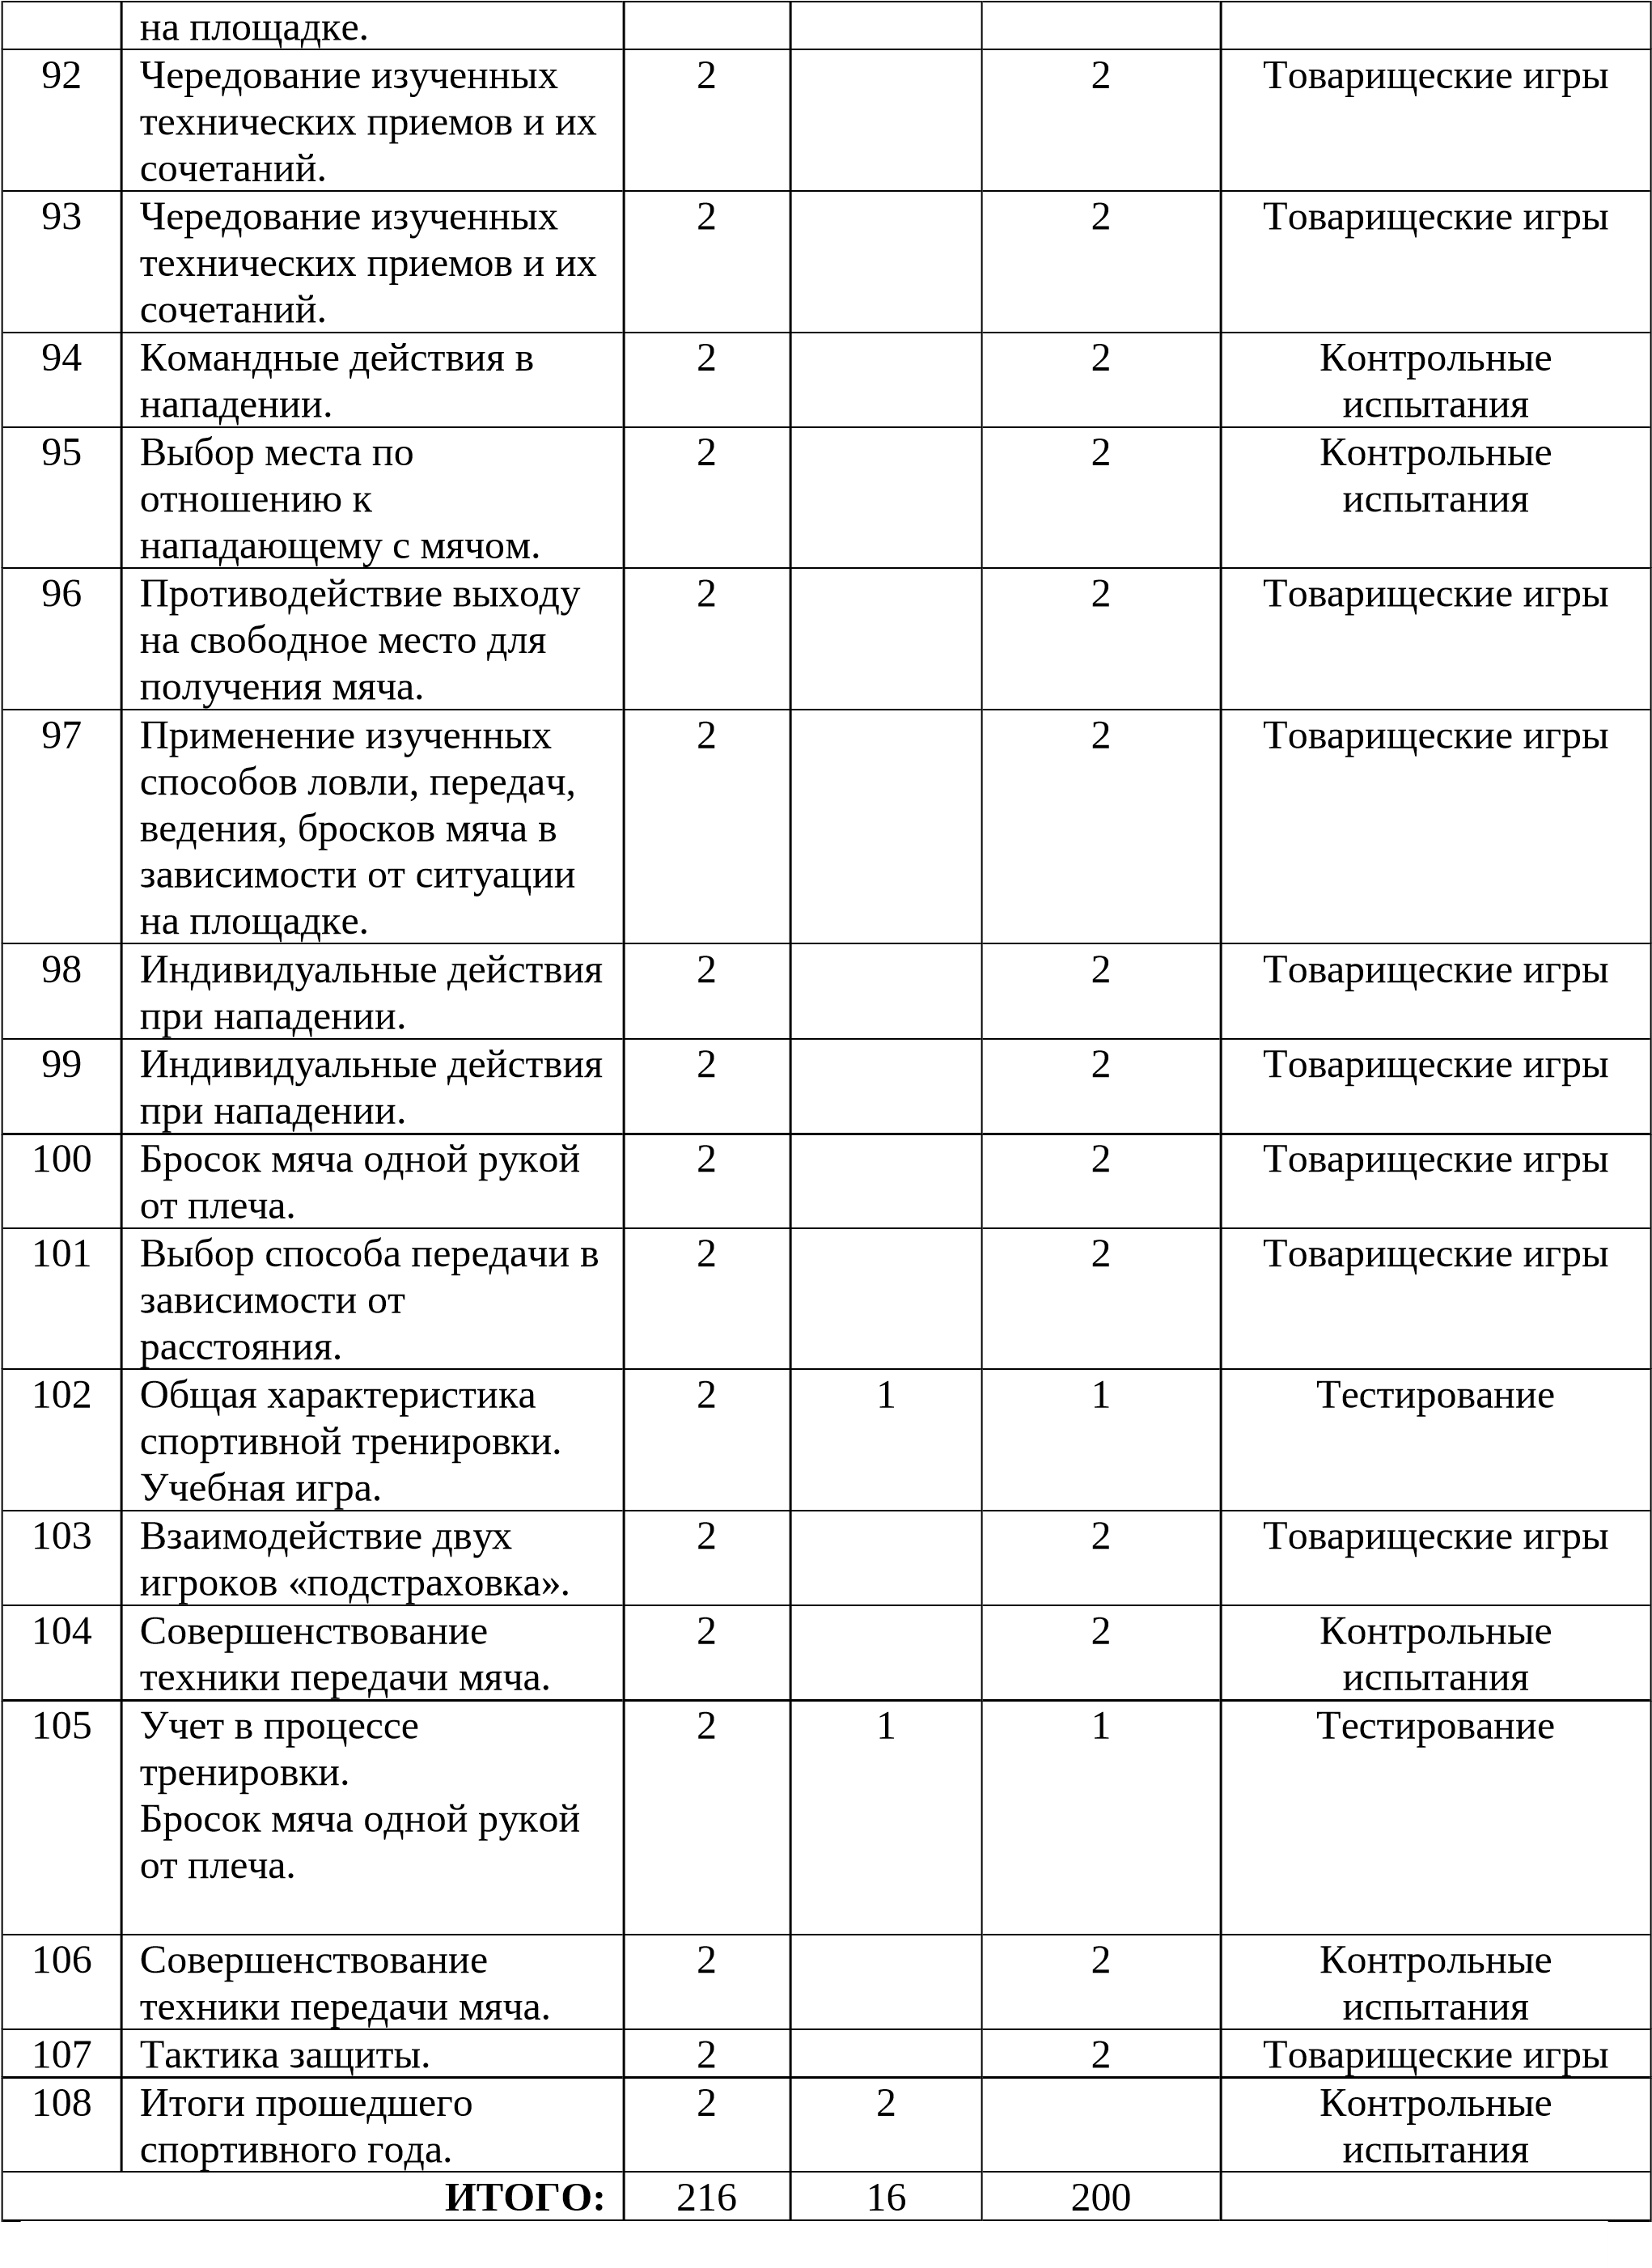 на площадке.
92 Чередование изученных 2 2 Товарищеские игры
технических приемов и их
сочетаний.
93 Чередование изученных 2 2 Товарищеские игры
технических приемов и их
сочетаний.
94 Командные действия в 2 2 Контрольные
нападении. испытания
95 Выбор места по 2 2 Контрольные
отношению к испытания
нападающему с мячом.
96 Противодействие выходу 2 2 Товарищеские игры
на свободное место для
получения мяча.
97 Применение изученных 2 2 Товарищеские игры
способов ловли, передач,
ведения, бросков мяча в
зависимости от ситуации
на площадке.
98 Индивидуальные действия 2 2 Товарищеские игры
при нападении.
99 Индивидуальные действия 2 2 Товарищеские игры
при нападении.
100 Бросок мяча одной рукой 2 2 Товарищеские игры
от плеча.
101 Выбор способа передачи в 2 2 Товарищеские игры
зависимости от
расстояния.
102 Общая характеристика 2 1 1 Тестирование
спортивной тренировки.
Учебная игра.
103 Взаимодействие двух 2 2 Товарищеские игры
игроков «подстраховка».
104 Совершенствование 2 2 Контрольные
техники передачи мяча. испытания
105 Учет в процессе 2 1 1 Тестирование
тренировки.
Бросок мяча одной рукой
от плеча.
106 Совершенствование 2 2 Контрольные
техники передачи мяча. испытания
107 Тактика защиты. 2 2 Товарищеские игры
108 Итоги прошедшего 2 2 Контрольные
спортивного года. испытания
ИТОГО: 216 16 200